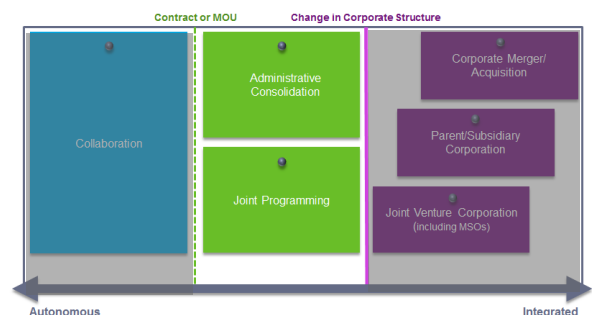 Contract or MOU
Change in Corporate Structure
Collaboration
Administrative
Consolidation
Joint Programming
Corporate Merger/
Acquisition
Parent/Subsidiary
Corporation
Joint Venture Corporation
(including MSOs)
Autonomous
Integrated